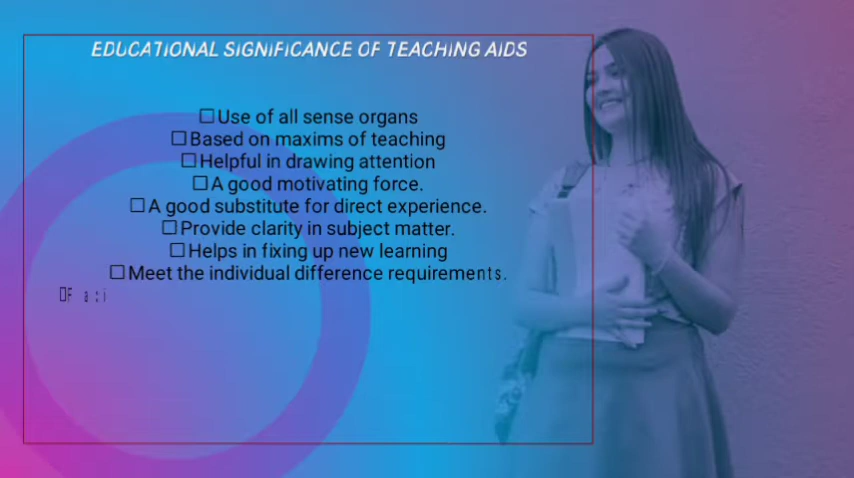 EDUCATIONAL SIGNIFICANCE OF TEACHING AIDS
☐Use of all sense organs
☐Based on maxims of teaching
☐Helpful in drawing attention
☐A good motivating force.
☐A good substitute for direct experience.
☐Provide clarity in subject matter.
☐Helps in fixing up new learning
☐Meet the individual difference requirements.